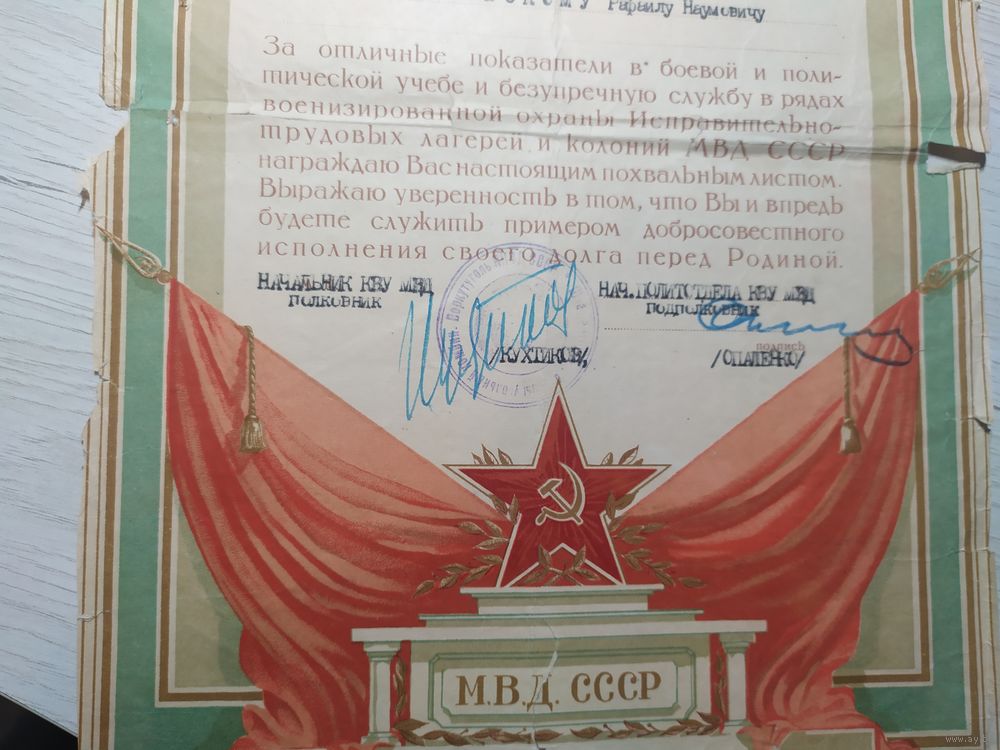 Рафаилу Наумовичу
За отличные показатели в боевой и поли-
тической учебе и безупречную службу в рядах
военизированной охраны Исправительно-
трудовых лагерей и колоний МВД СССР
награждаю Вас настоящим похвальным листом.
Выражаю уверенность в том, что Вы и впредь
будете служить примером добросовестного
исполнения своего долга перед Родиной.
НАЧАЛЬНИК КВУ МВД
ПОЛКОВНИК
/КУХТИКОВ/
НАЧ.ПОЛИТОТДЕЛА КВУ МВД
ПОДПОЛКОВНИК
подпись
/ОПАЛЕНКО/
М.В.Д. СССР